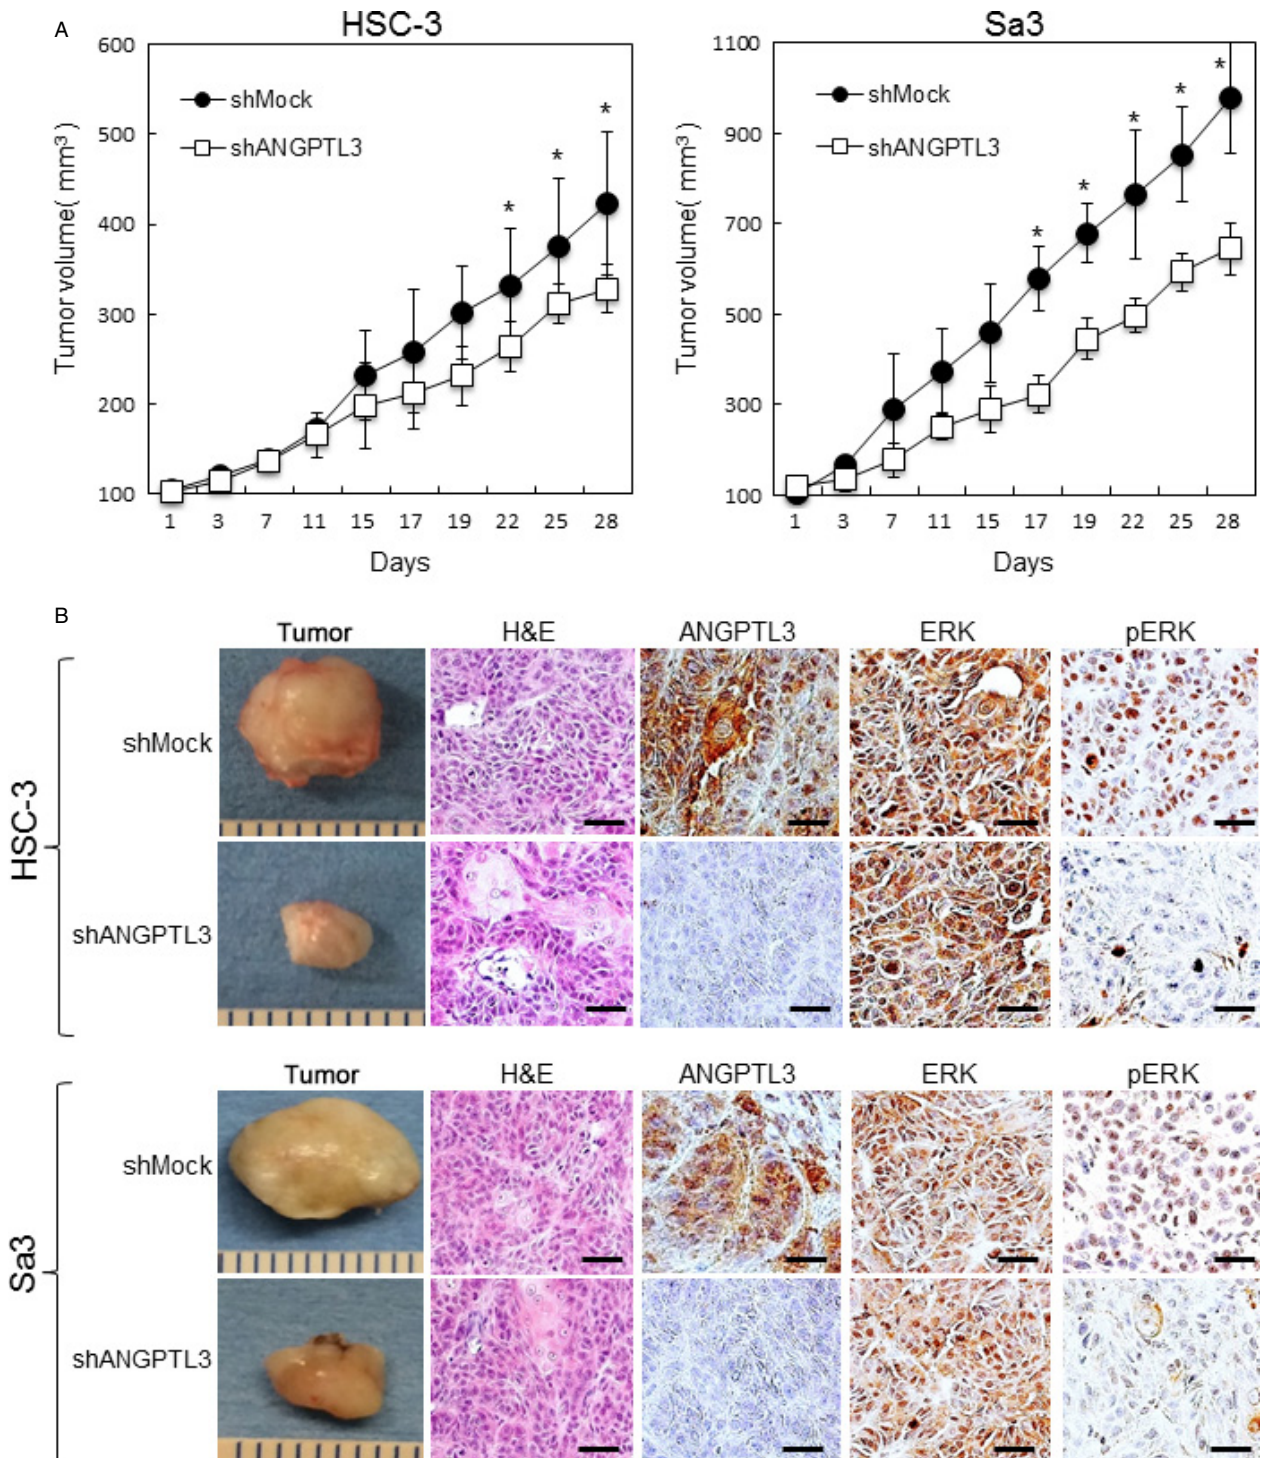 A
HSC-3
600
500
400
300
200
100
Tumor volume( mm³ )
shMock
shANGPTL3
*
*
*
1 3 7 11 15 17 19 22 25 28
Days
Sa3
1100
900
700
500
300
100
Tumor volume( mm³ )
shMock
shANGPTL3
*
*
*
*
*
1 3 7 11 15 17 19 22 25 28
Days
B
Tumor H&E ANGPTL3 ERK pERK
HSC-3
shMock
shANGPTL3
Tumor H&E ANGPTL3 ERK pERK
Sa3
shMock
shANGPTL3